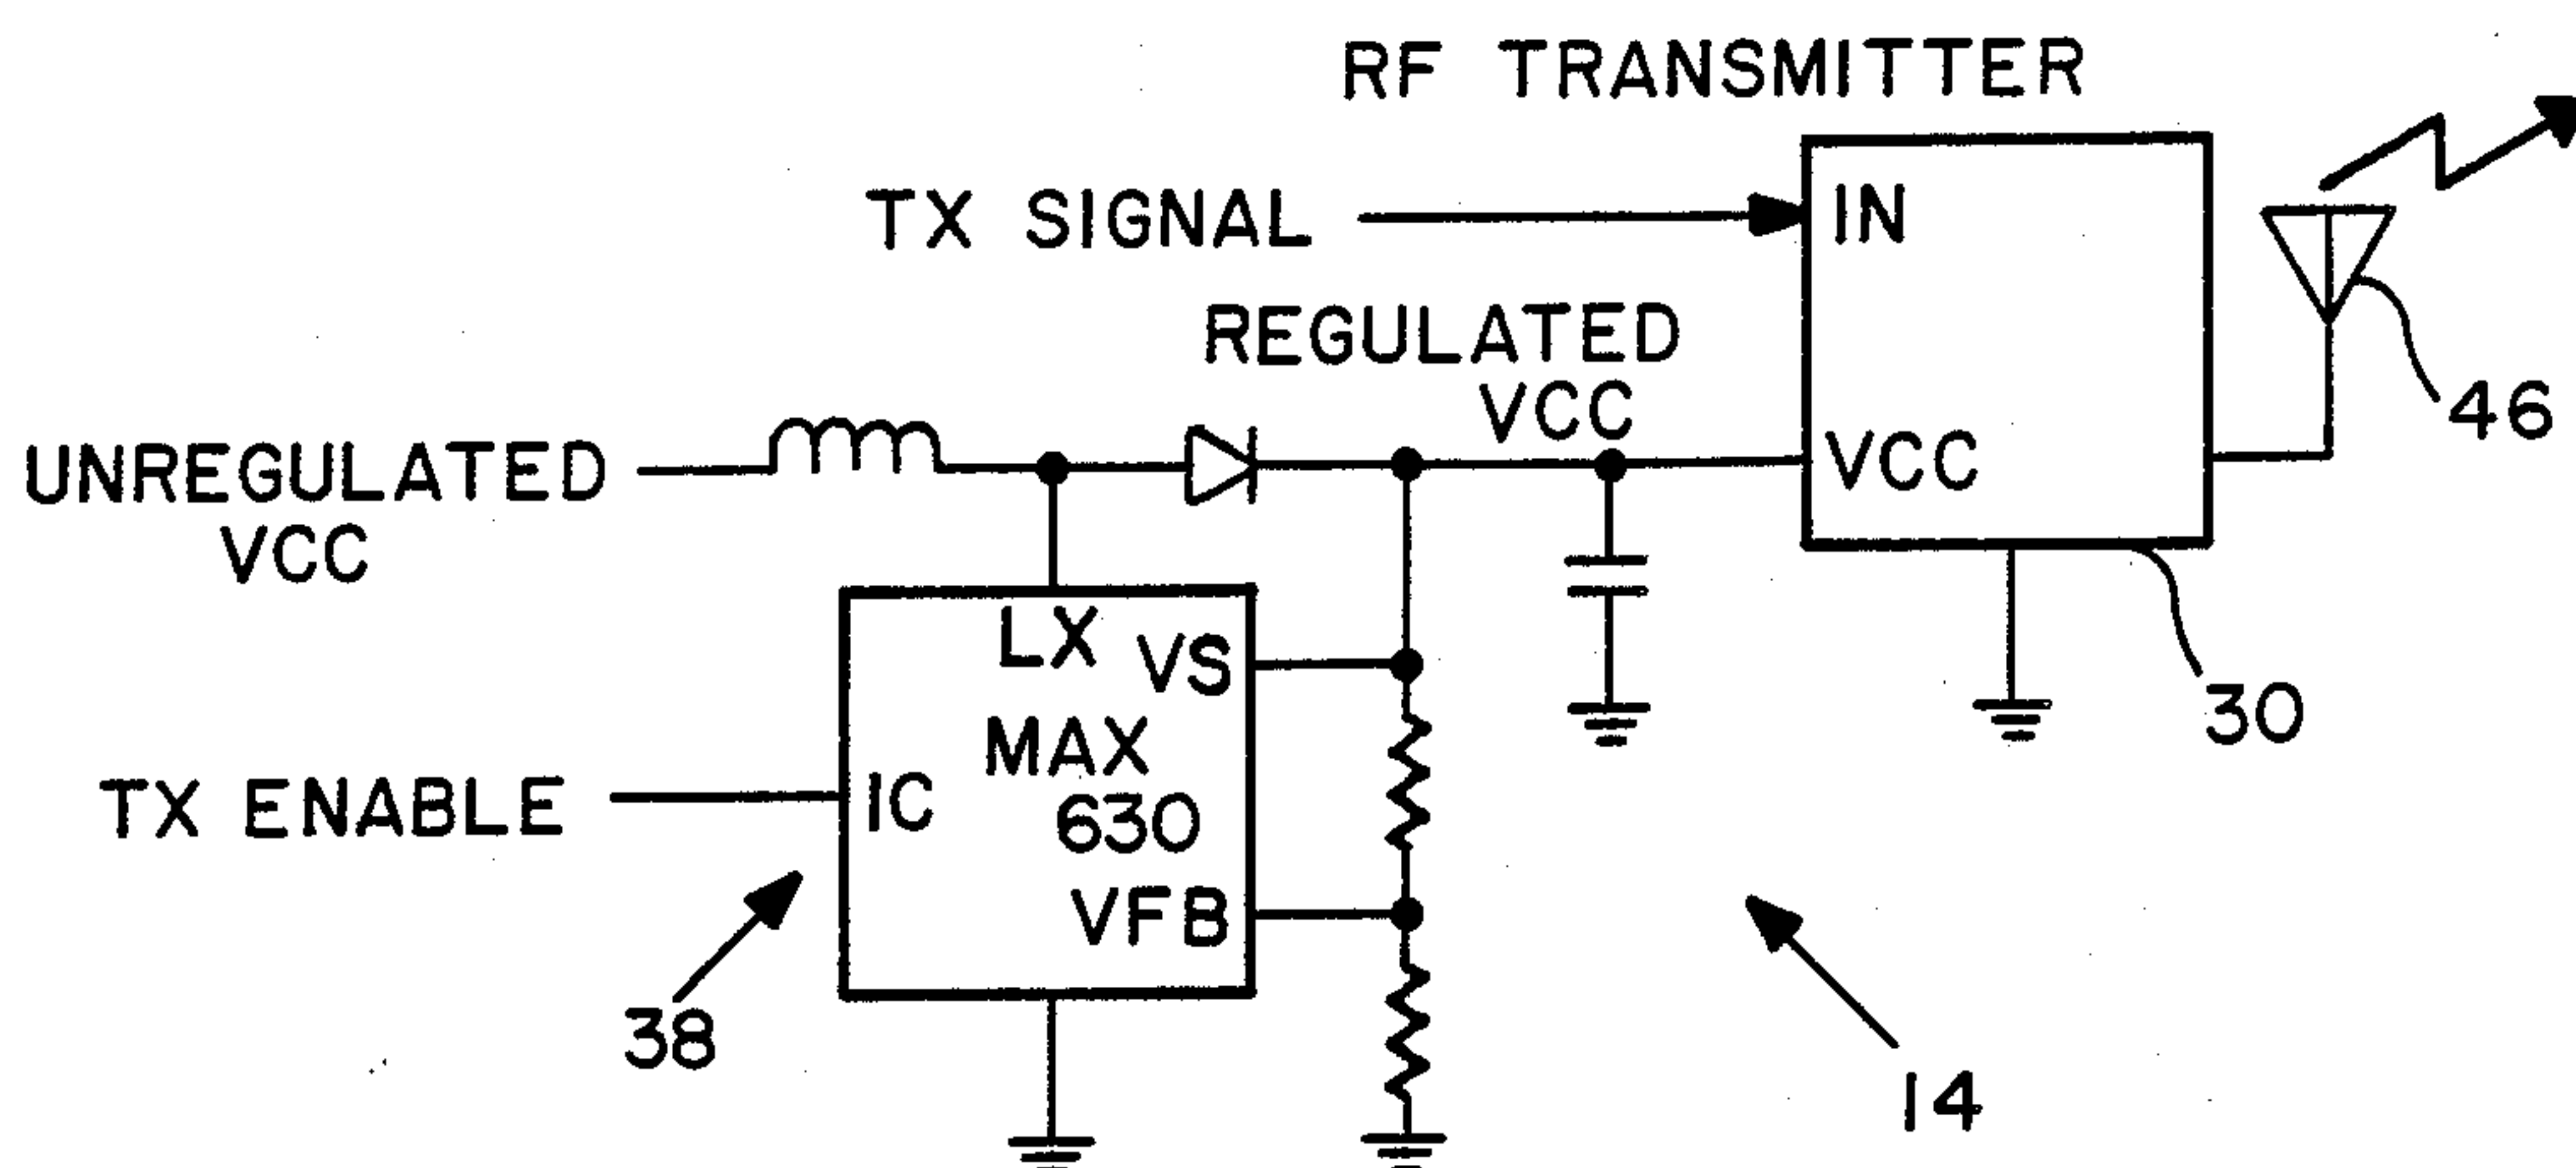 RF TRANSMITTER
TX SIGNAL
IN
REGULATED
VCC
46
UNREGULATED
VCC
VCC
LX
VS
MAX
630
30
TX ENABLE
IC
VFB
38
14